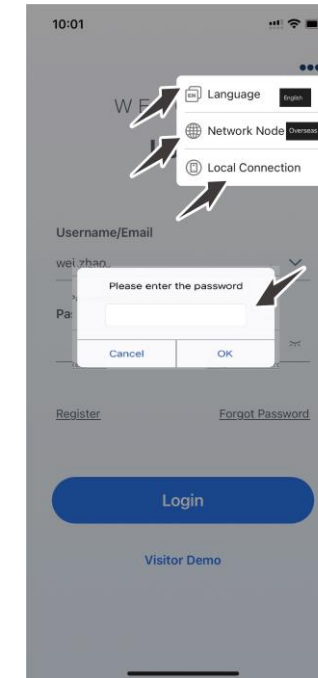 10:01
Language English
Network Node Overseas
Local Connection
Username/Email
wei zhao
Please enter the password
Cancel OK
Register Forgot Password
Login
Visitor Demo